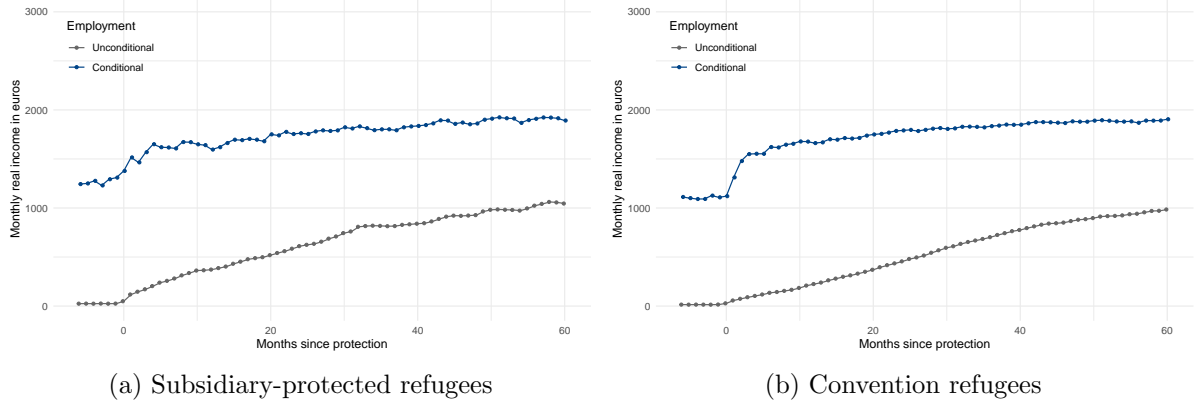 Monthly real income in euros
3000
2000
1000
0
Employment
Unconditional
Conditional
0 20 40 60
Months since protection
(a) Subsidiary-protected refugees
Monthly real income in euros
3000
2000
1000
0
Employment
Unconditional
Conditional
0 20 40 60
Months since protection
(b) Convention refugees